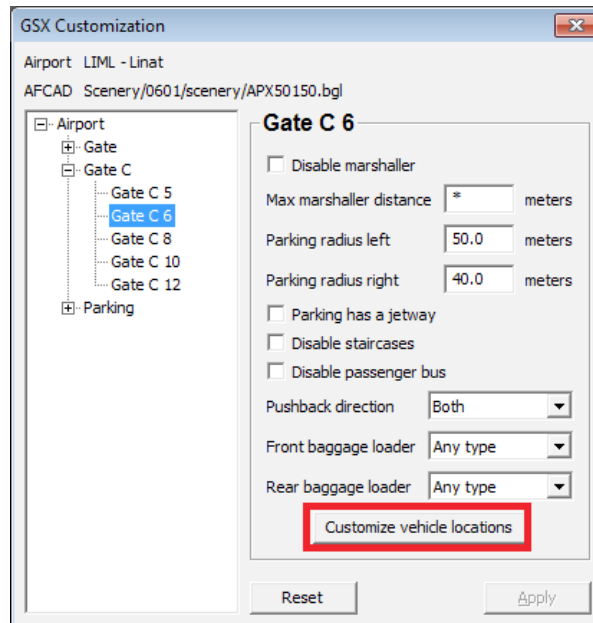 GSX Customization
Airport LIML - Linat
AFCAD Scenery/0601/scenery/APX50150.bgl
Airport
Gate
Gate C
Gate C 5
Gate C 6
Gate C 8
Gate C 10
Gate C 12
Parking
Gate C 6
Disable marshaller
Max marshaller distance * meters
Parking radius left 50.0 meters
Parking radius right 40.0 meters
Parking has a jetway
Disable staircases
Disable passenger bus
Pushback direction Both
Front baggage loader Any type
Rear baggage loader Any type
Customize vehicle locations
Reset Apply